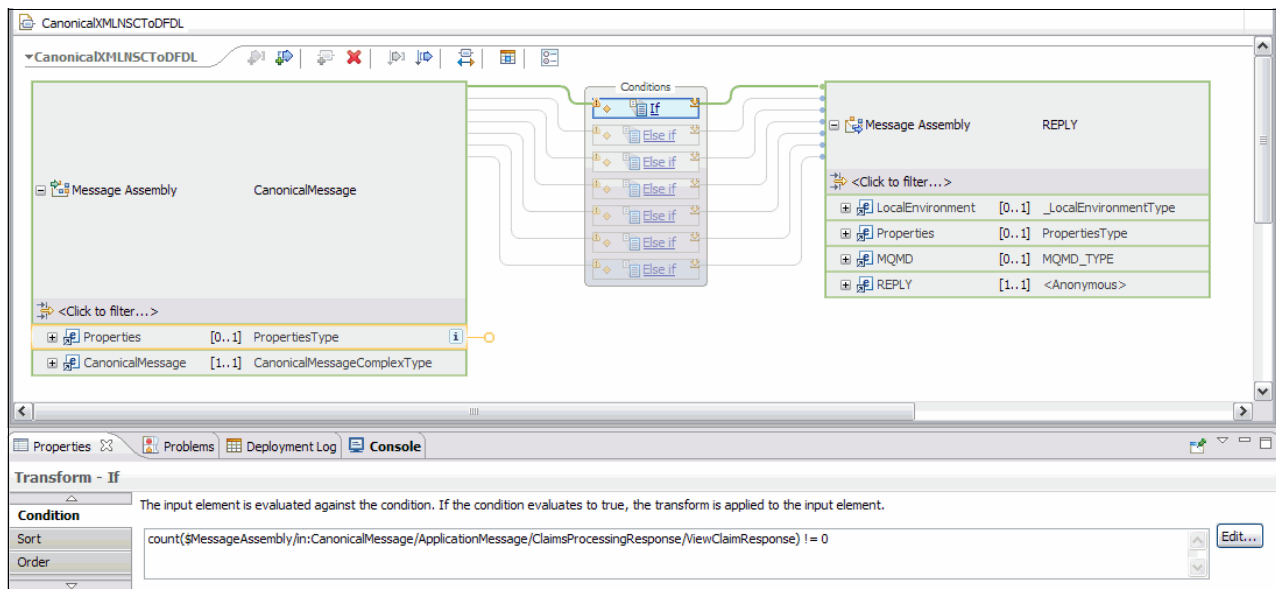 CanonicalXMLNSCToDFDL
CanonicalXMLNSCToDFDL
Conditions
If
Else if
Else if
Else if
Else if
Else if
Else if
Message Assembly CanonicalMessage
<Click to filter...>
Properties [0..1] PropertiesType
CanonicalMessage [1..1] CanonicalMessageComplexType
Message Assembly REPLY
<Click to filter...>
LocalEnvironment [0..1] _LocalEnvironmentType
Properties [0..1] PropertiesType
MQMD [0..1] MQMD_TYPE
REPLY [1..1] <Anonymous>
Properties Problems Deployment Log Console
Transform - If
Condition
Sort
Order
The input element is evaluated against the condition. If the condition evaluates to true, the transform is applied to the input element.
count($MessageAssembly/in:CanonicalMessage/ApplicationMessage/ClaimsProcessingResponse/ViewClaimResponse) != 0
Edit...